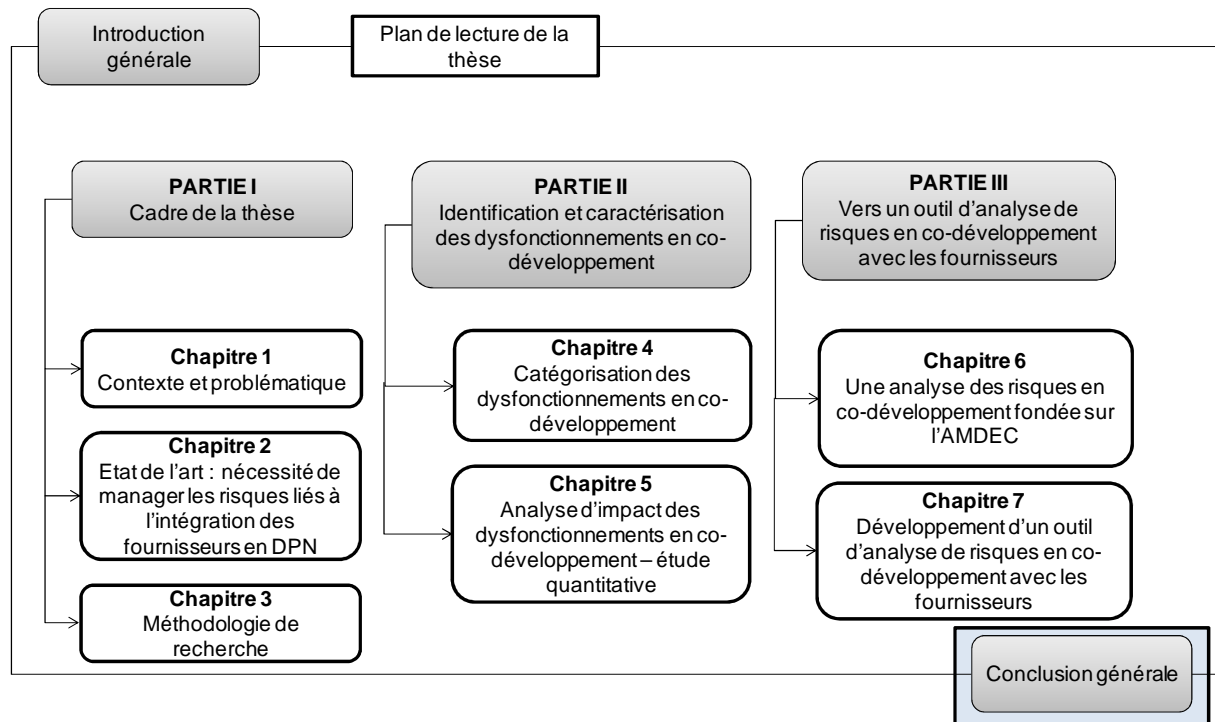 Introduction
générale
Plan de lecture de la
thèse
PARTIE I
Cadre de la thèse
Chapitre 1
Contexte et problématique
Chapitre 2
Etat de l'art : nécessité de
manager les risques liés à
l'intégration des
fournisseurs en DPN
Chapitre 3
Méthodologie de
recherche
PARTIE II
Identification et caractérisation
des dysfonctionnements en co-
développement
Chapitre 4
Catégorisation des
dysfonctionnements en co-
développement
Chapitre 5
Analyse d'impact des
dysfonctionnements en co-
développement – étude
quantitative
PARTIE III
Vers un outil d'analyse de
risques en co-développement
avec les fournisseurs
Chapitre 6
Une analyse des risques en
co-développement fondée sur
l'AMDEC
Chapitre 7
Développement d'un outil
d'analyse de risques en co-
développement avec les
fournisseurs
Conclusion générale